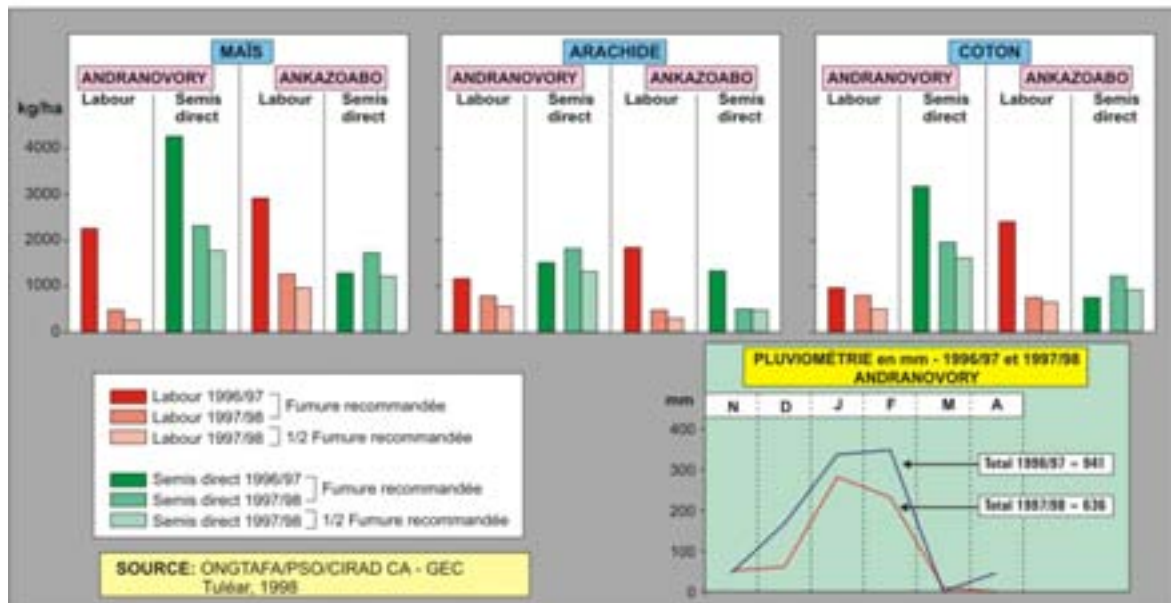 MAÏS
ANDRANOVORY
ANKAZOABO
kg/ha
Labour
Semis direct
Labour
Semis direct
4000
3000
2000
1000
0
ARACHIDE
ANDRANOVORY
ANKAZOABO
Labour
Semis direct
Labour
Semis direct
COTON
ANDRANOVORY
ANKAZOABO
Labour
Semis direct
Labour
Semis direct
Labour 1996/97
Labour 1997/98
Fumure recommandée
Labour 1997/98
1/2 Fumure recommandée
Semis direct 1996/97
Semis direct 1997/98
Fumure recommandée
Semis direct 1997/98
1/2 Fumure recommandée
SOURCE: ONGTAFA/PSO/CIRAD CA - GEC
Tuléar, 1998
PLUVIOMÉTRIE en mm - 1996/97 et 1997/98
ANDRANOVORY
mm
N D J F M A
400
300
200
100
0
Total 1996/97 = 941
Total 1997/98 = 636